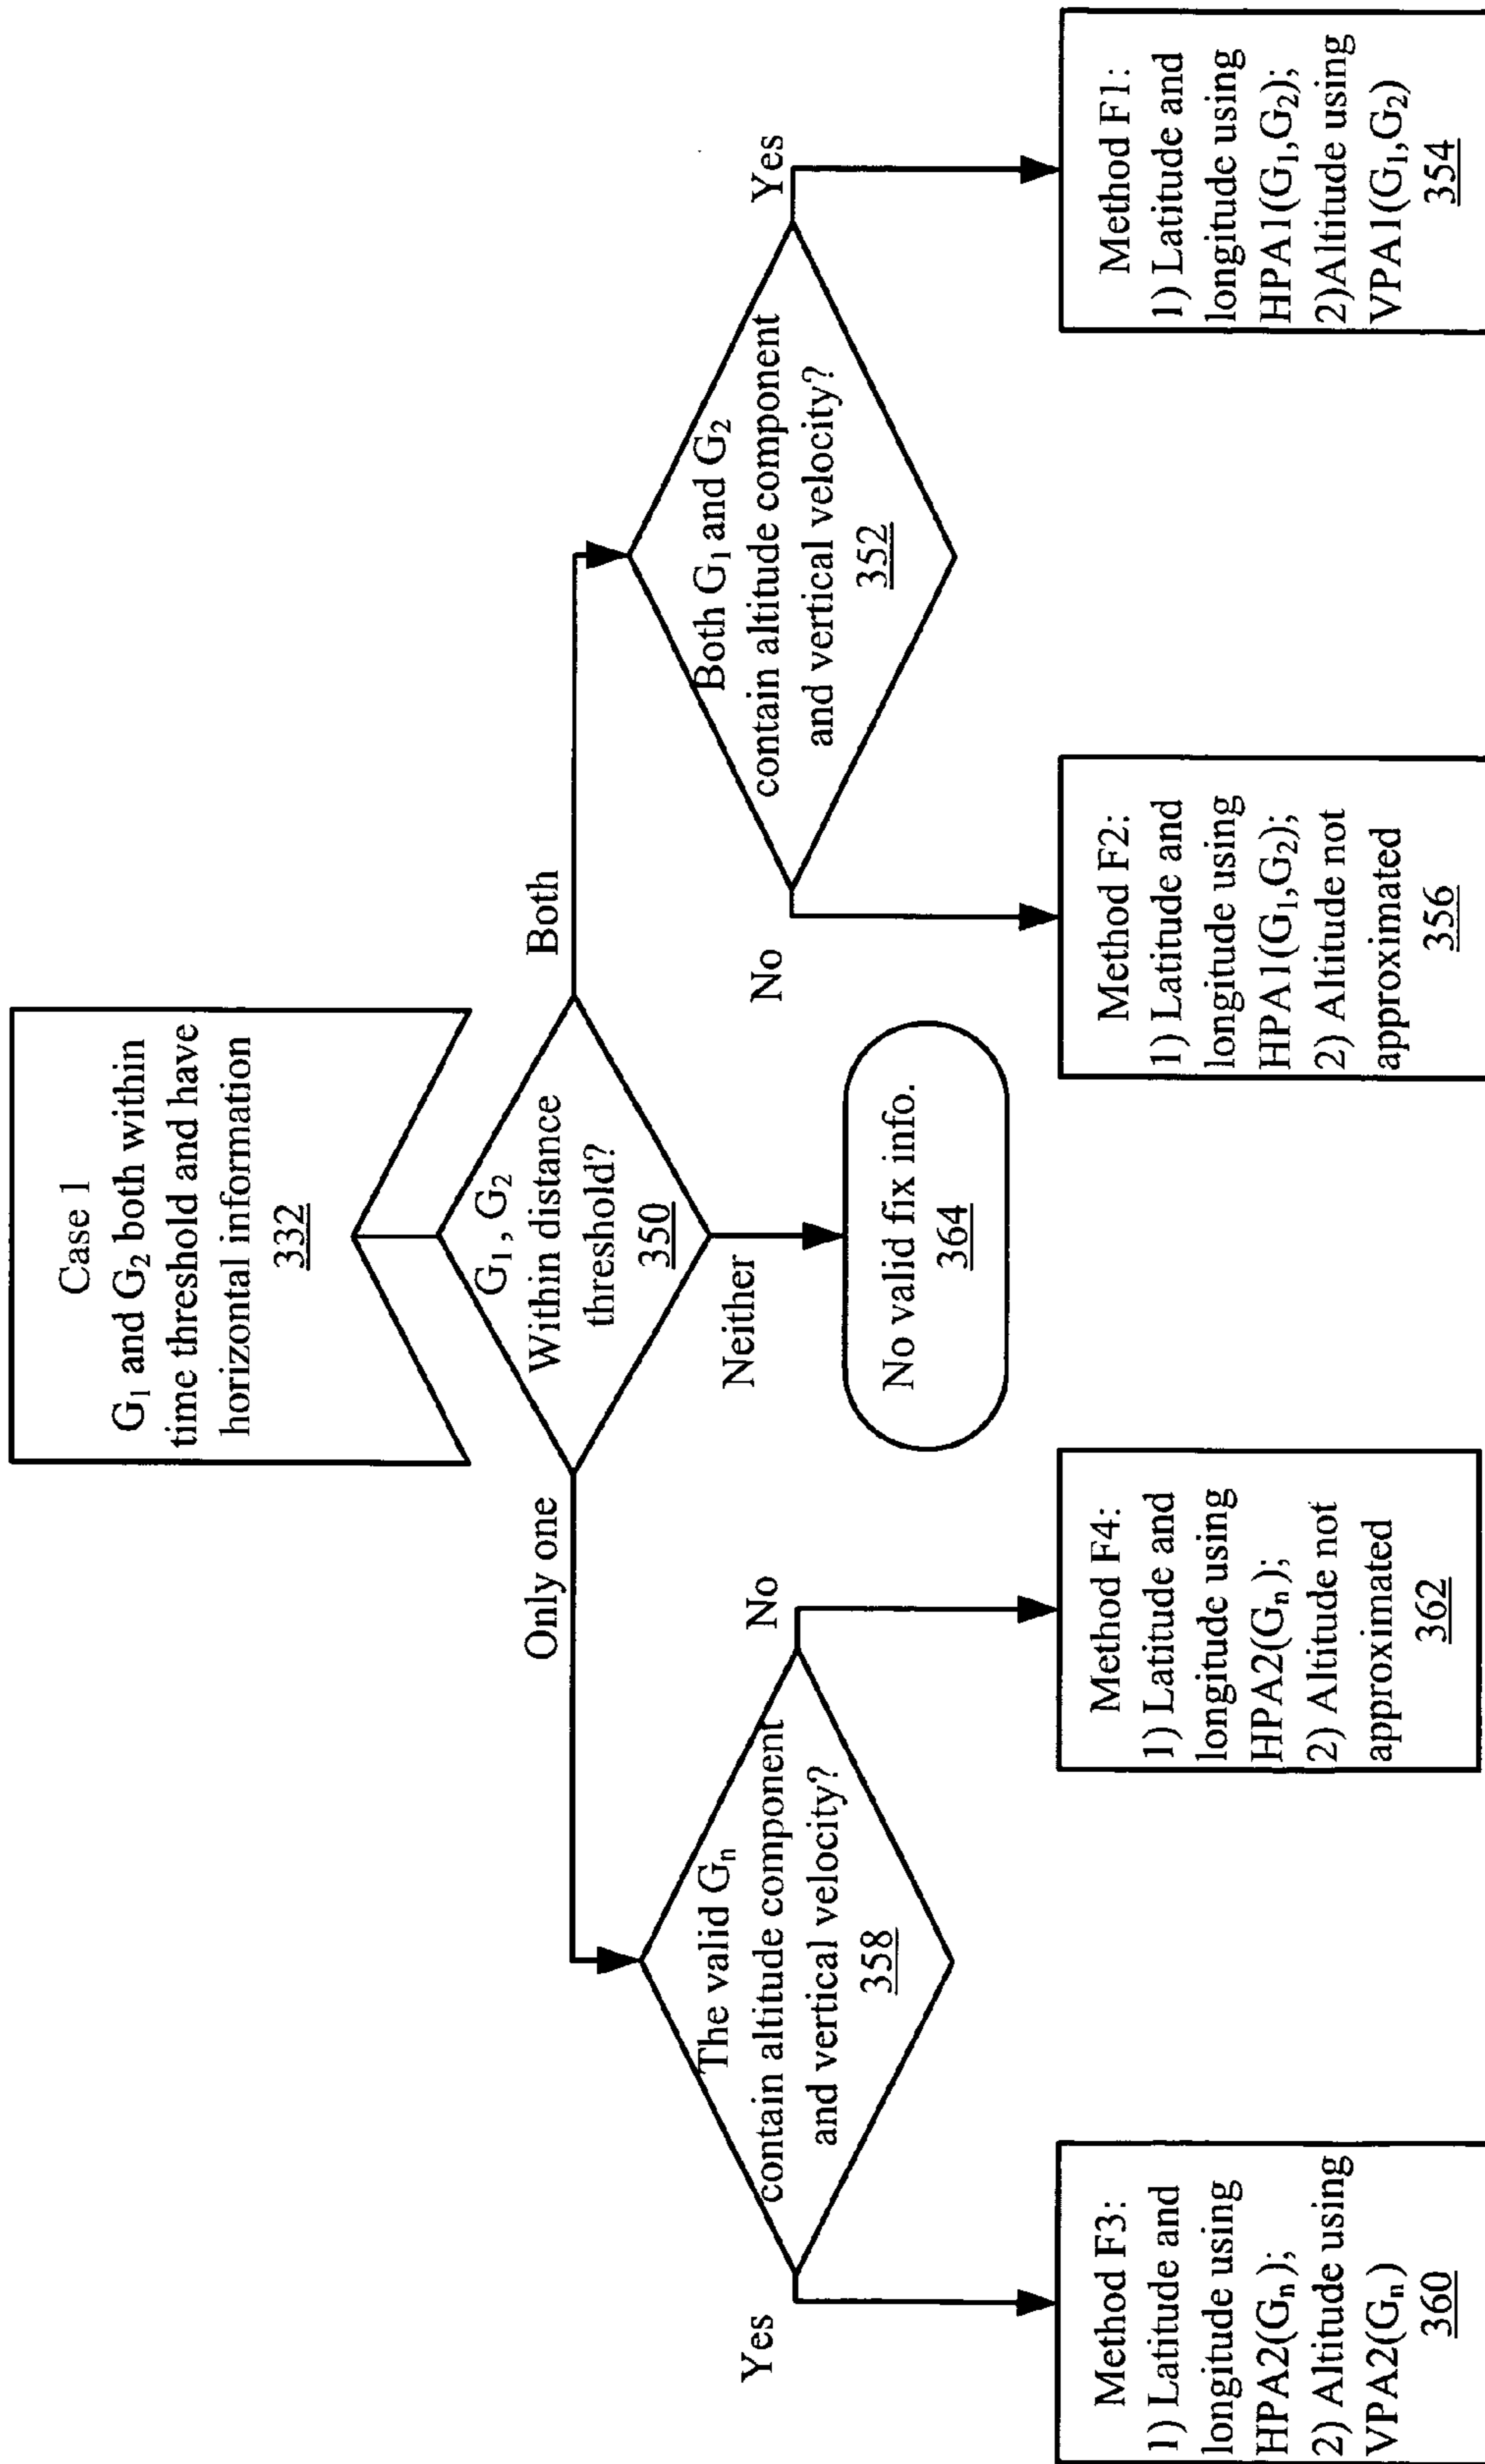 Case 1
G₁ and G₂ both within
time threshold and have
horizontal information
332
G₁, G₂
Within distance
threshold?
350
Only one
Both
Neither
The valid Gₙ
contain altitude component
and vertical velocity?
358
No valid fix info.
364
Both G₁ and G₂
contain altitude component
and vertical velocity?
352
Yes
No
No
Yes
Method F3:
1) Latitude and
longitude using
HPA2(Gₙ);
2) Altitude using
VPA2(Gₙ)
360
Method F4:
1) Latitude and
longitude using
HPA2(Gₙ);
2) Altitude not
approximated
362
Method F2:
1) Latitude and
longitude using
HPA1(G₁,G₂);
2) Altitude not
approximated
356
Method F1:
1) Latitude and
longitude using
HPA1(G₁,G₂);
2)Altitude using
VPA1(G₁,G₂)
354